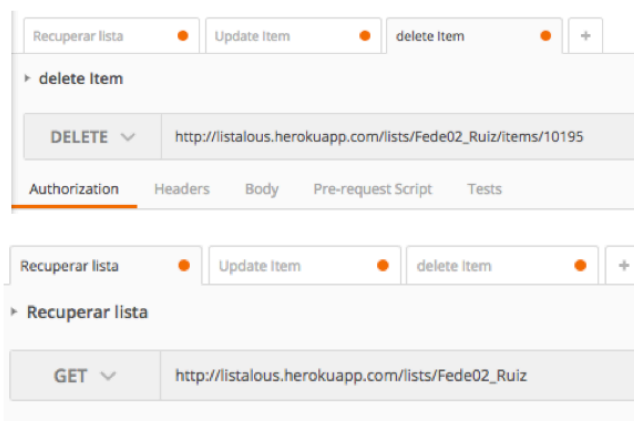 Recuperar lista Update Item delete Item +
delete Item
DELETE http://listalous.herokuapp.com/lists/Fede02_Ruiz/items/10195
Authorization Headers Body Pre-request Script Tests
Recuperar lista Update Item delete Item +
Recuperar lista
GET http://listalous.herokuapp.com/lists/Fede02_Ruiz